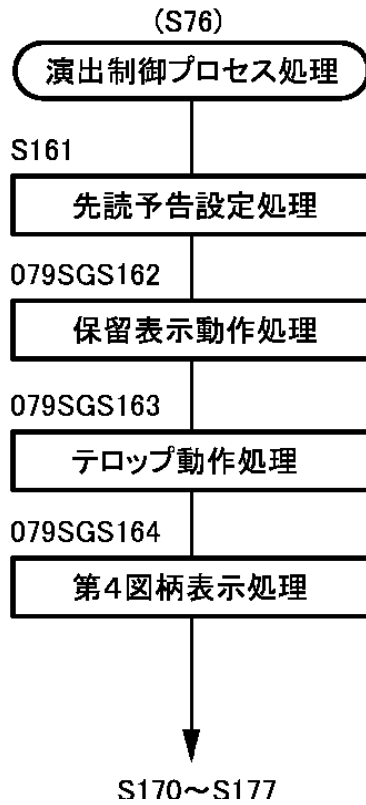 (S76)
演出制御プロセス処理
S161
先読予告設定処理
079SGS162
保留表示動作処理
079SGS163
テロップ動作処理
079SGS164
第4図柄表示処理
S170～S177